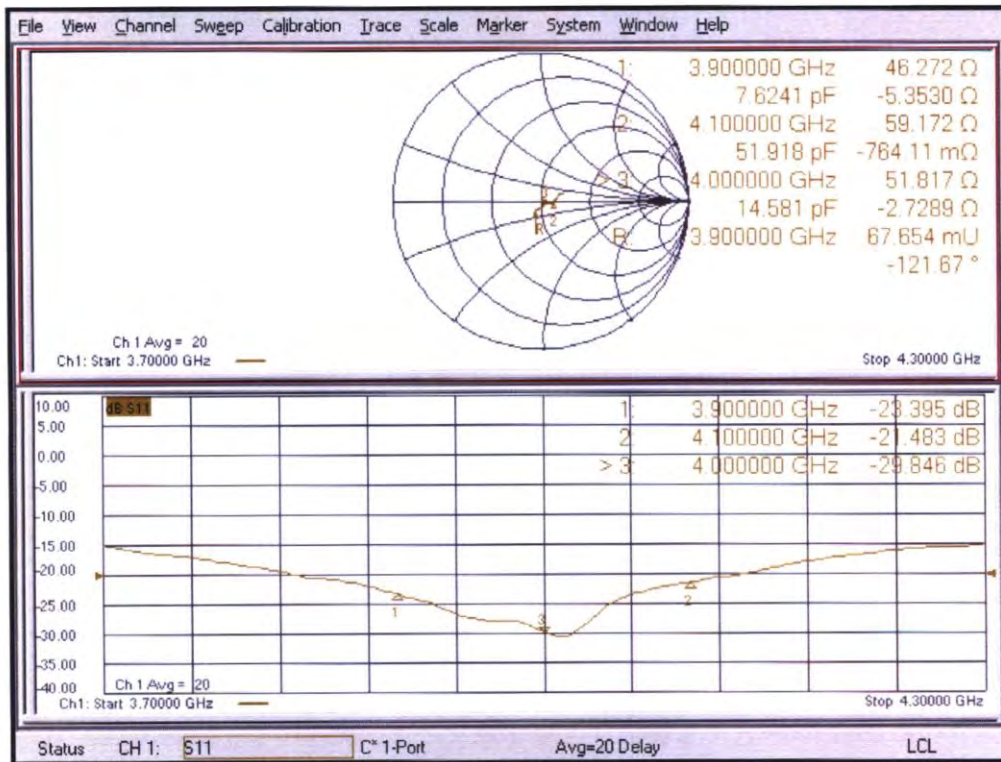 File View Channel Sweep Calibration Trace Scale Marker System Window Help
1: 3.900000 GHz 46.272 Ω
7.6241 pF -5.3530 Ω
2: 4.100000 GHz 59.172 Ω
51.918 pF -764.11 mΩ
> 3: 4.000000 GHz 51.817 Ω
14.581 pF -2.7289 Ω
R: 3.900000 GHz 67.654 mU
-121.67 °
R 2
Ch 1 Avg = 20
Ch1: Start 3.70000 GHz Stop 4.30000 GHz
10.00 dB S11 1: 3.900000 GHz -23.395 dB
5.00 2: 4.100000 GHz -21.483 dB
0.00 > 3: 4.000000 GHz -29.846 dB
-5.00
-10.00
-15.00
-20.00
-25.00 1 2
-30.00 3
-35.00
-40.00 Ch 1 Avg = 20
Ch1: Start 3.70000 GHz Stop 4.30000 GHz
Status CH 1: S11 C* 1-Port Avg=20 Delay LCL